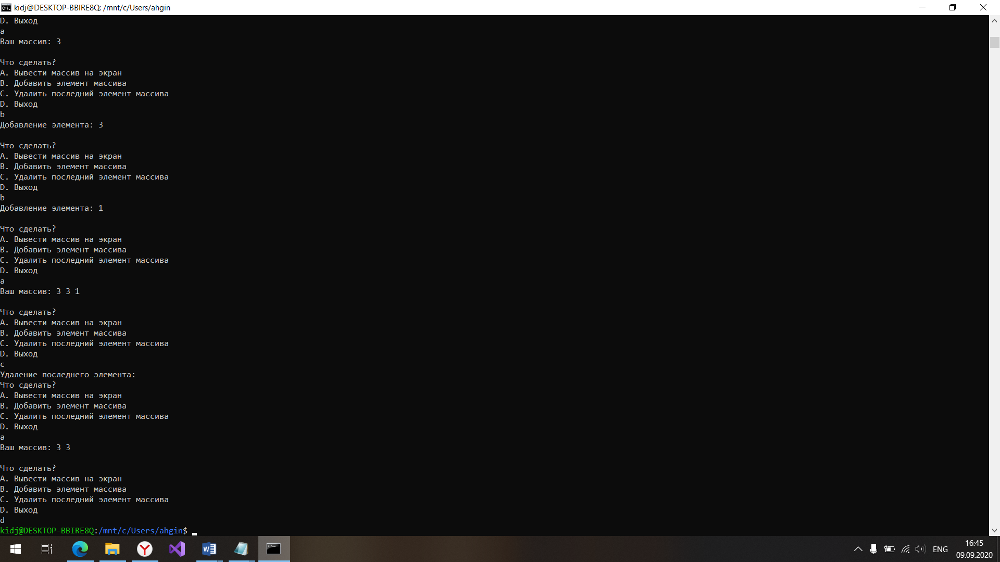 kidj@DESKTOP-BBIRE8Q: /mnt/c/Users/ahgin
D. Выход
a
Ваш массив: 3
Что сделать?
A. Вывести массив на экран
B. Добавить элемент массива
C. Удалить последний элемент массива
D. Выход
b
Добавление элемента: 3
Что сделать?
A. Вывести массив на экран
B. Добавить элемент массива
C. Удалить последний элемент массива
D. Выход
b
Добавление элемента: 1
Что сделать?
A. Вывести массив на экран
B. Добавить элемент массива
C. Удалить последний элемент массива
D. Выход
a
Ваш массив: 3 3 1
Что сделать?
A. Вывести массив на экран
B. Добавить элемент массива
C. Удалить последний элемент массива
D. Выход
c
Удаление последнего элемента:
Что сделать?
A. Вывести массив на экран
B. Добавить элемент массива
C. Удалить последний элемент массива
D. Выход
a
Ваш массив: 3 3
Что сделать?
A. Вывести массив на экран
B. Добавить элемент массива
C. Удалить последний элемент массива
D. Выход
d
kidj@DESKTOP-BBIRE8Q:/mnt/c/Users/ahgin$
ENG
16:45
09.09.2020